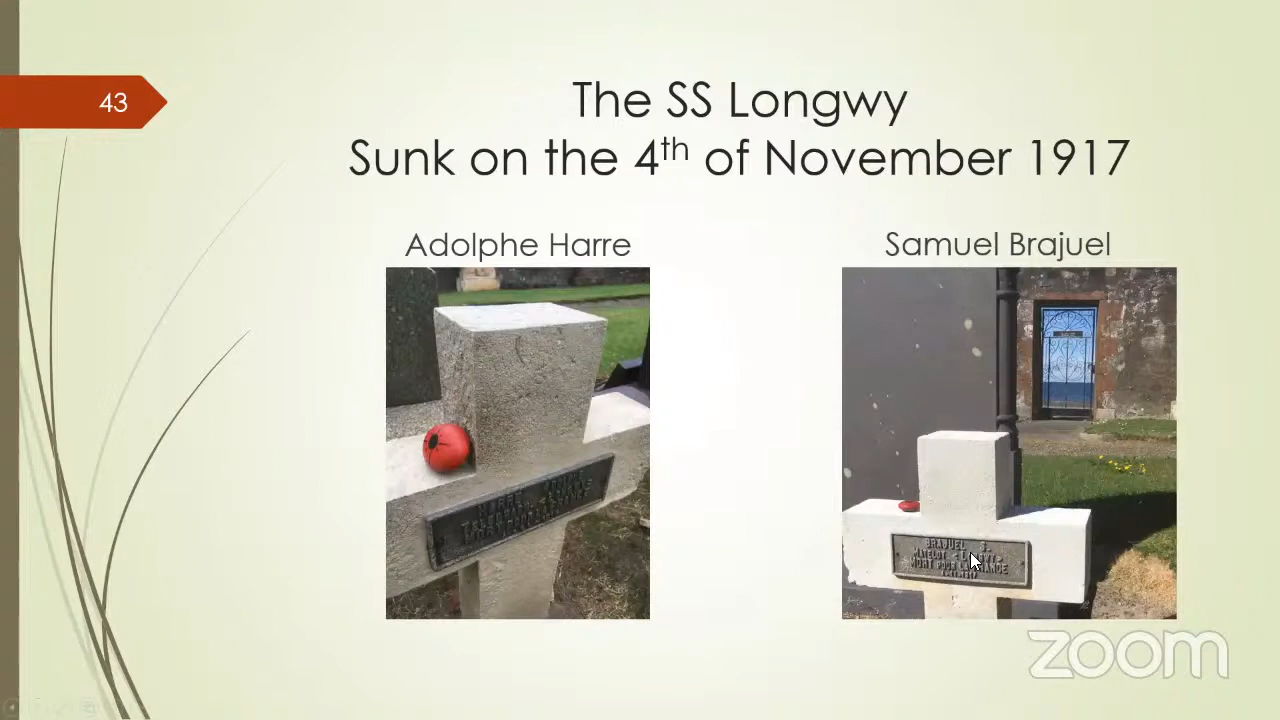 43
The SS Longwy
Sunk on the 4th of November 1917
Adolphe Harre
Samuel Brajuel
BRAJUEL S.
MATELOT
MORT POUR LA FRANCE
zoom